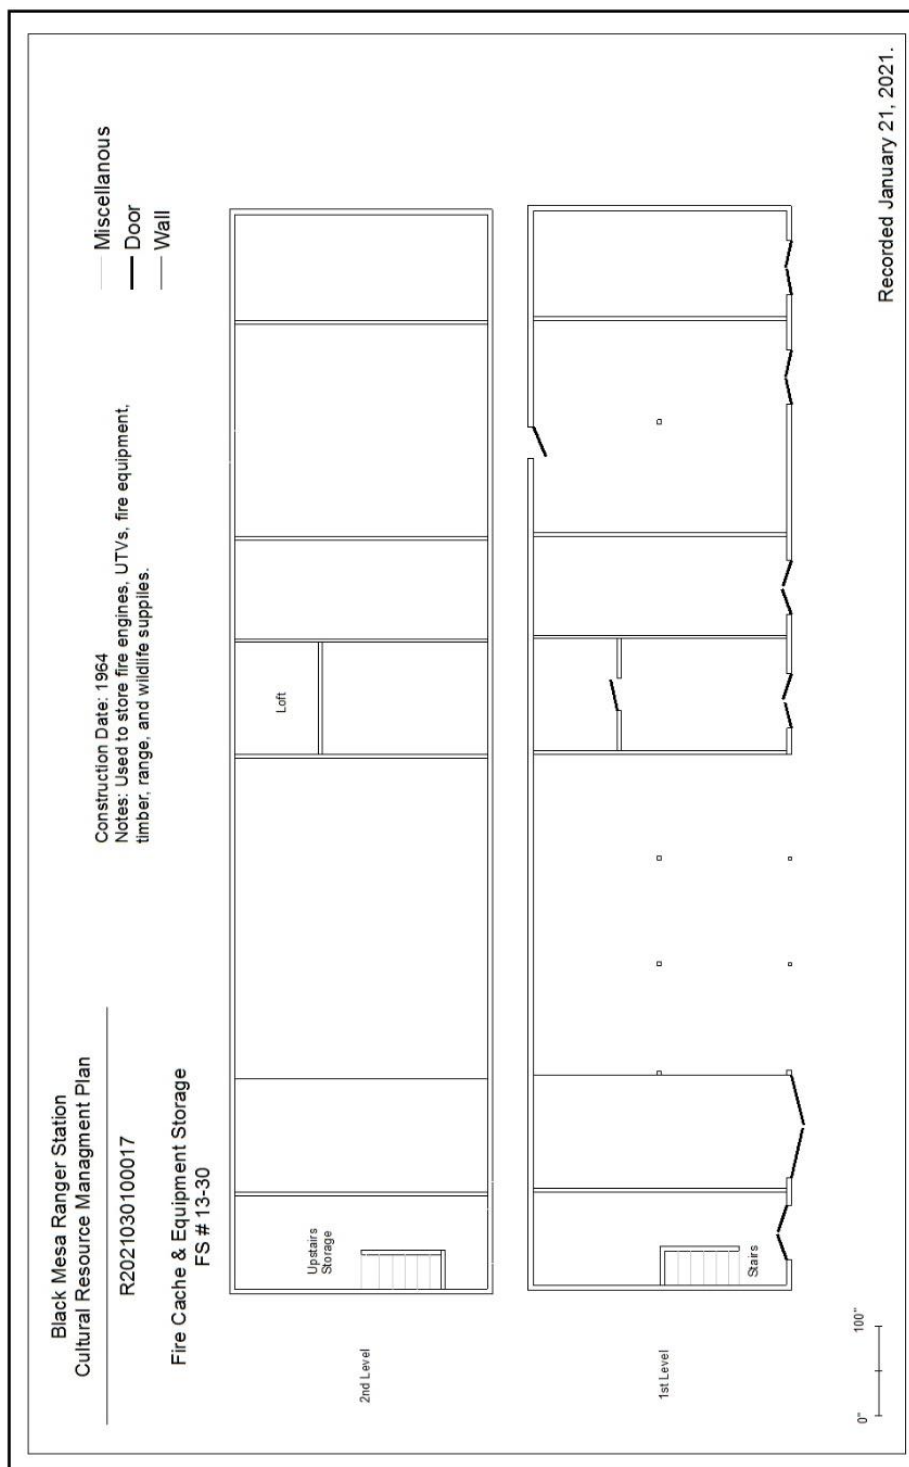 Black Mesa Ranger Station
Cultural Resource Managment Plan
R2021030100017
Fire Cache & Equipment Storage
FS # 13-30
Construction Date: 1964
Notes: Used to store fire engines, UTVs, fire equipment,
timber, range, and wildlife supplies.
Miscellanous
Door
Wall
2nd Level
Upstairs
Storage
Loft
1st Level
Stairs
0"
100"
Recorded January 21, 2021.